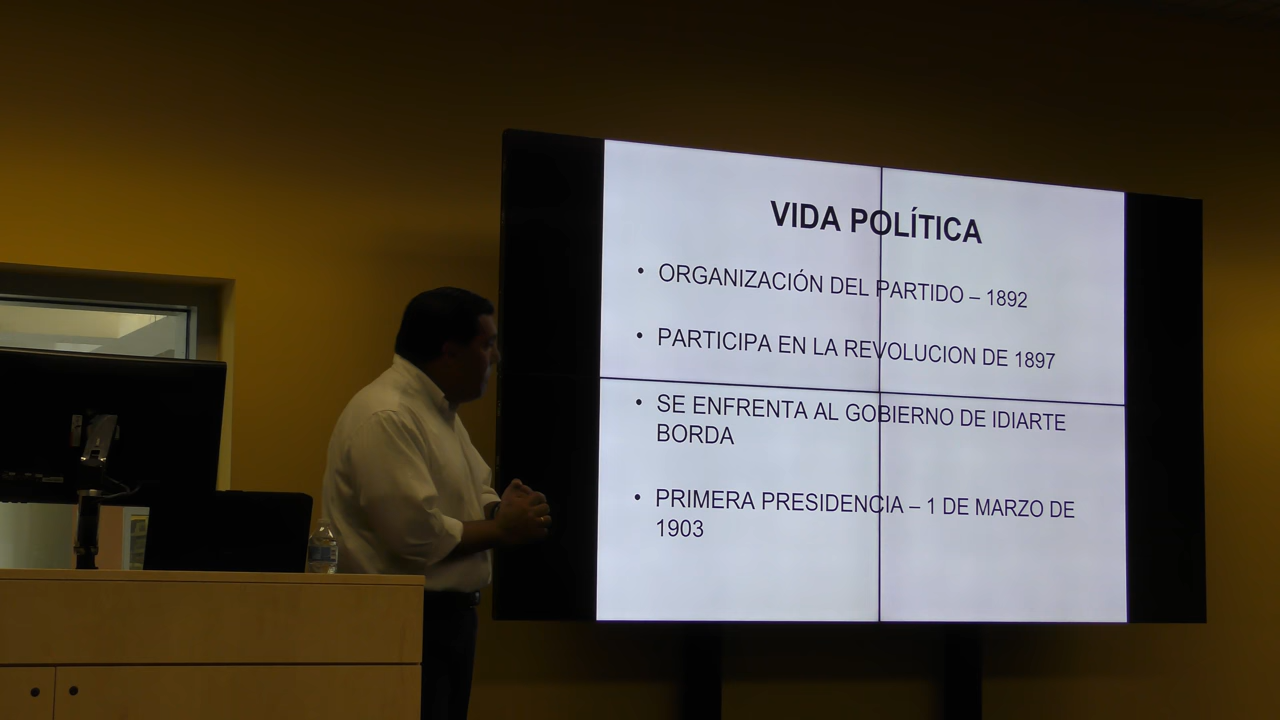 VIDA POLÍTICA
• ORGANIZACIÓN DEL PARTIDO – 1892
• PARTICIPA EN LA REVOLUCION DE 1897
• SE ENFRENTA AL GOBIERNO DE IDIARTE
BORDA
• PRIMERA PRESIDENCIA – 1 DE MARZO DE
1903